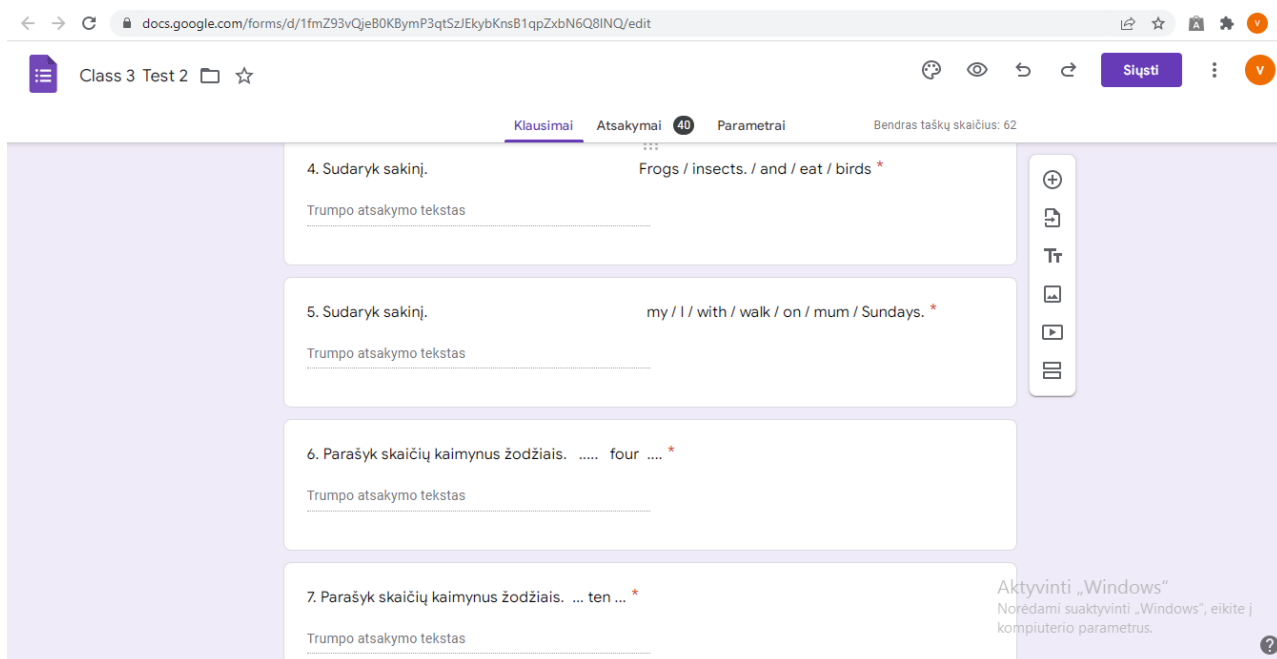 docs.google.com/forms/d/1fmZ93vQjeB0KBymP3qtSzJEkybKnsB1qpZxbN6Q8INQ/edit
Class 3 Test 2
Siųsti
V
V
Klausimai Atsakymai 40 Parametrai Bendras taškų skaičius: 62
4. Sudaryk sakinį. Frogs / insects. / and / eat / birds *
Trumpo atsakymo tekstas
5. Sudaryk sakinį. my / I / with / walk / on / mum / Sundays. *
Trumpo atsakymo tekstas
6. Parašyk skaičių kaimynus žodžiais. ..... four .... *
Trumpo atsakymo tekstas
7. Parašyk skaičių kaimynus žodžiais. ... ten ... *
Trumpo atsakymo tekstas
Aktyvinti „Windows“
Norėdami suaktyvinti „Windows“, eikite į
kompiuterio parametrus.